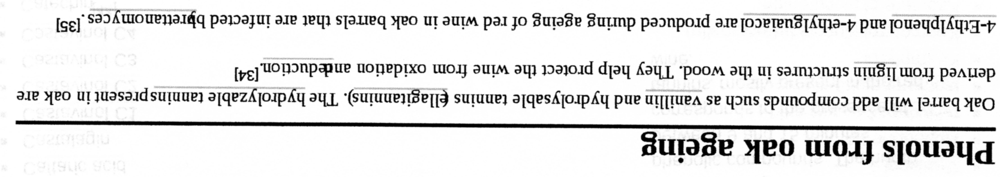 Phenols from oak ageing
Oak barrel will add compounds such as vanillin and hydrolysable tannins (ellagitannins). The hydrolyzable tannins present in oak are
derived from lignin structures in the wood. They help protect the wine from oxidation and reduction.[34]
4-Ethylphenol and 4-ethylguaiacol are produced during ageing of red wine in oak barrels that are infected by brettanomyces .[35]